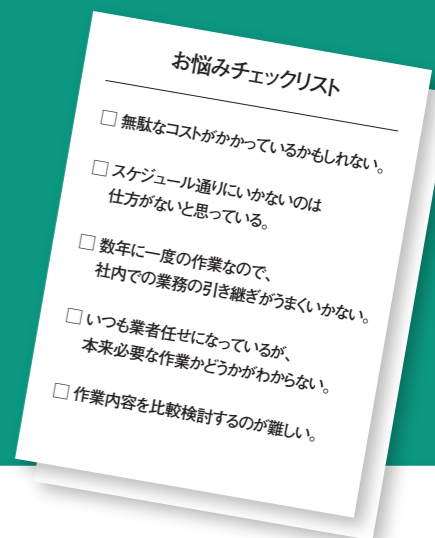 お悩みチェックリスト
□ 無駄なコストがかかっているかもしれない。
□ スケジュール通りにいかないのは
仕方がないと思っている。
□ 数年に一度の作業なので、
社内での業務の引き継ぎがうまくいかない。
□ いつも業者任せになっているが、
本来必要な作業かどうかがわからない。
□ 作業内容を比較検討するのが難しい。